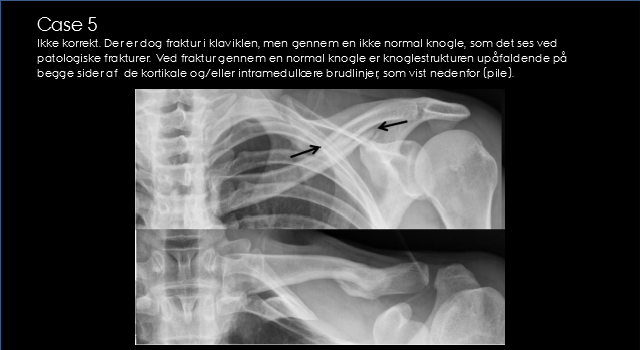 Case 5
Ikke korrekt. Der er dog fraktur i klaviklen, men gennem en ikke normal knogle, som det ses ved
patologiske frakturer. Ved fraktur gennem en normal knogle er knoglestrukturen upåfaldende på
begge sider af de kortikale og/eller intramedullære brudlinjer, som vist nedenfor (pile).